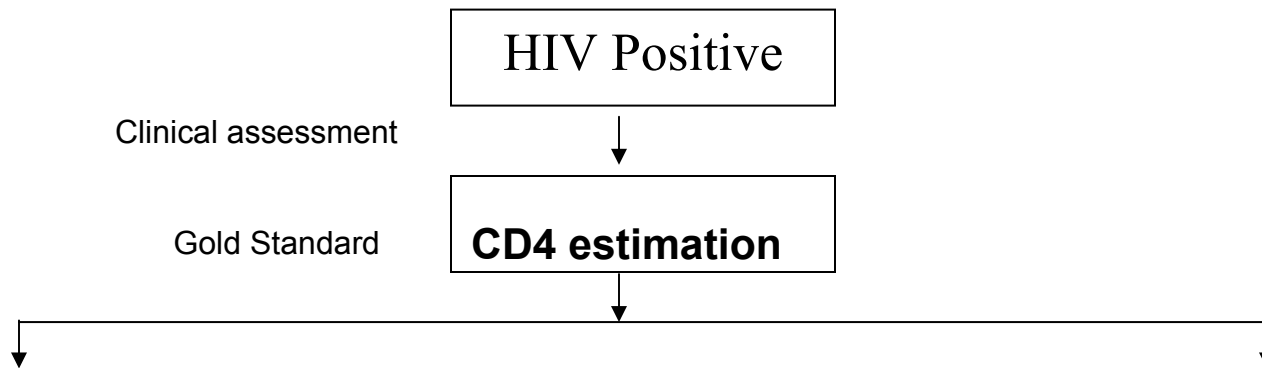 HIV Positive
Clinical assessment
Gold Standard
CD4 estimation